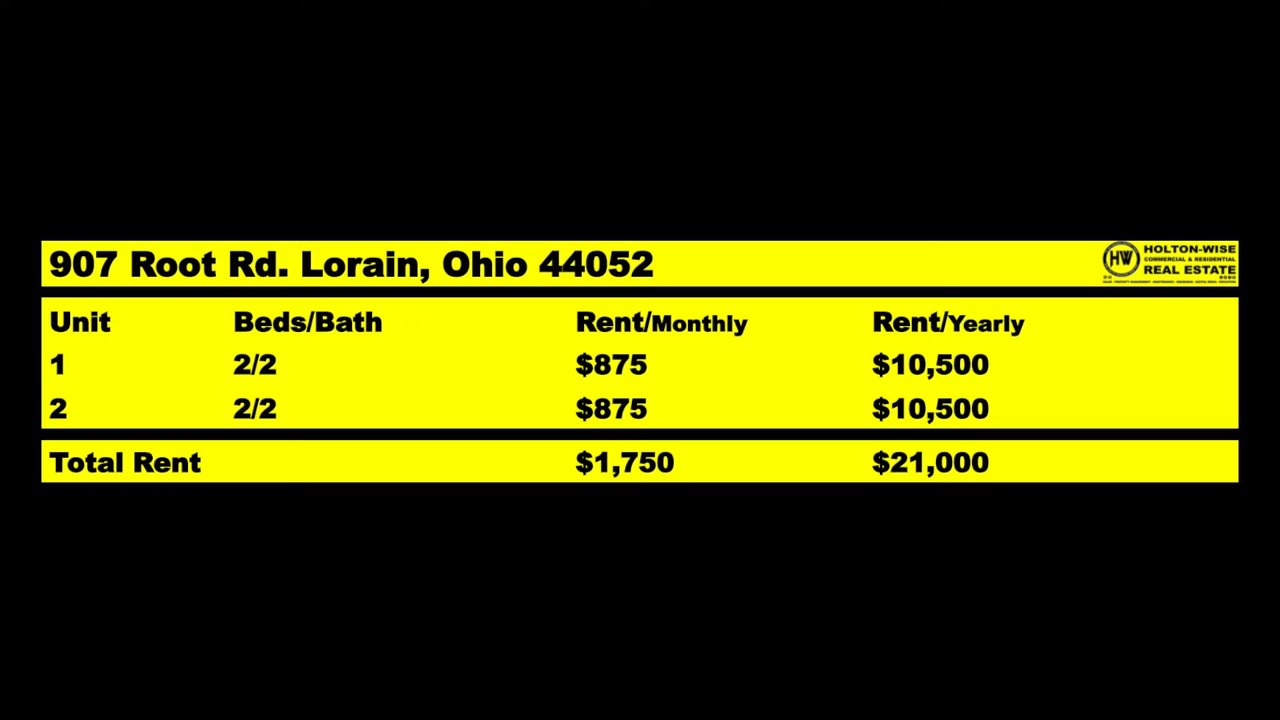 907 Root Rd. Lorain, Ohio 44052
HW
HOLTON-WISE
COMMERCIAL & RESIDENTIAL
REAL ESTATE
Unit Beds/Bath Rent/Monthly Rent/Yearly
1 2/2 $875 $10,500
2 2/2 $875 $10,500
Total Rent $1,750 $21,000